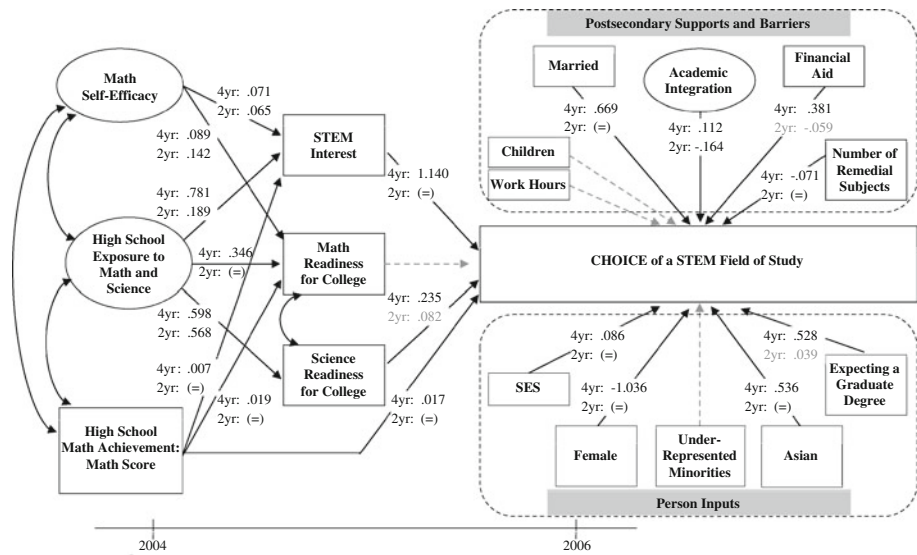 Postsecondary Supports and Barriers
Married
Academic
Integration
Financial
Aid
4yr: .669
2yr: (=)
4yr: .112
2yr: -.164
4yr: .381
2yr: -.059
Children
Work Hours
4yr: -.071
2yr: (=)
Number of
Remedial
Subjects
Math
Self-Efficacy
4yr: .071
2yr: .065
4yr: .089
2yr: .142
STEM
Interest
4yr: 1.140
2yr: (=)
4yr: .781
2yr: .189
High School
Exposure to
Math and
Science
4yr: .346
2yr: (=)
Math
Readiness
for College
CHOICE of a STEM Field of Study
4yr: .598
2yr: .568
4yr: .235
2yr: .082
Science
Readiness
for College
4yr: .007
2yr: (=)
4yr: .019
2yr: (=)
4yr: .017
2yr: (=)
High School
Math Achievement:
Math Score
4yr: .086
2yr: (=)
4yr: .528
2yr: .039
SES
4yr: -1.036
2yr: (=)
4yr: .536
2yr: (=)
Expecting a
Graduate
Degree
Female
Under-
Represented
Minorities
Asian
Person Inputs
2004
2006